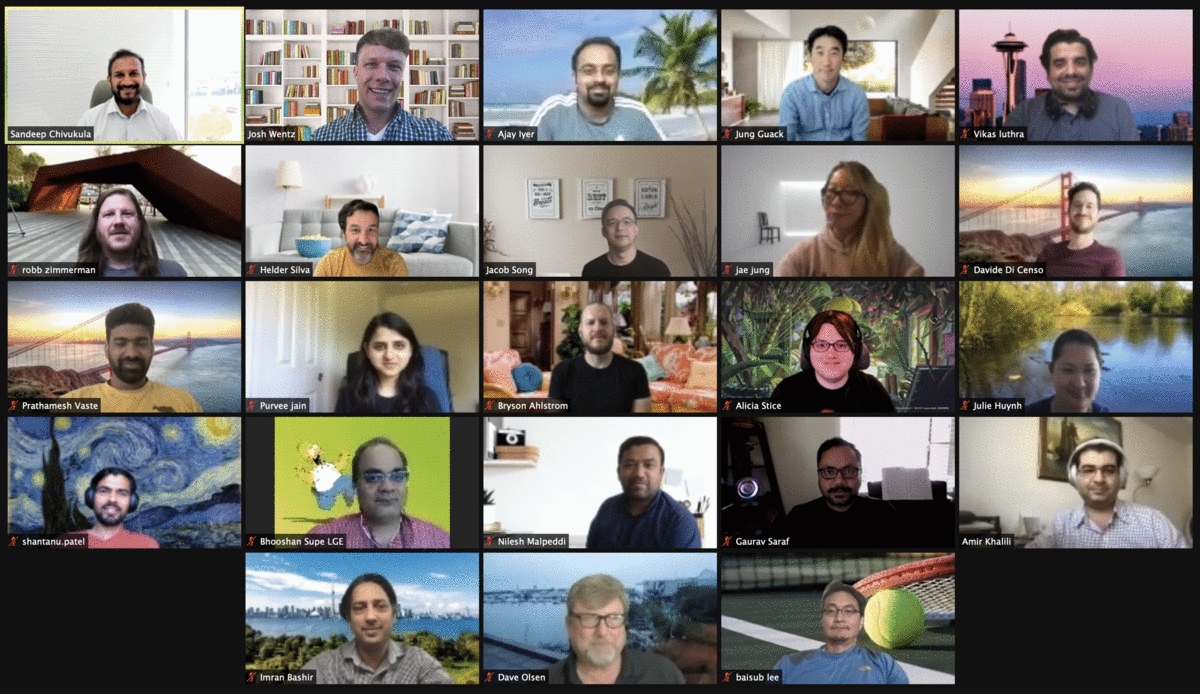 Sandeep Chivukula
Josh Wentz
Ajay Iyer
Jung Guack
Vikas luthra
robb zimmerman
Helder Silva
Jacob Song
jae jung
Davide Di Censo
Prathamesh Vaste
Purvee jain
Bryson Ahlstrom
Alicia Stice
Julie Huynh
shantanu.patel
Bhooshan Supe LGE
Nilesh Malpeddi
Gaurav Saraf
Amir Khalili
Imran Bashir
Dave Olsen
baisub lee